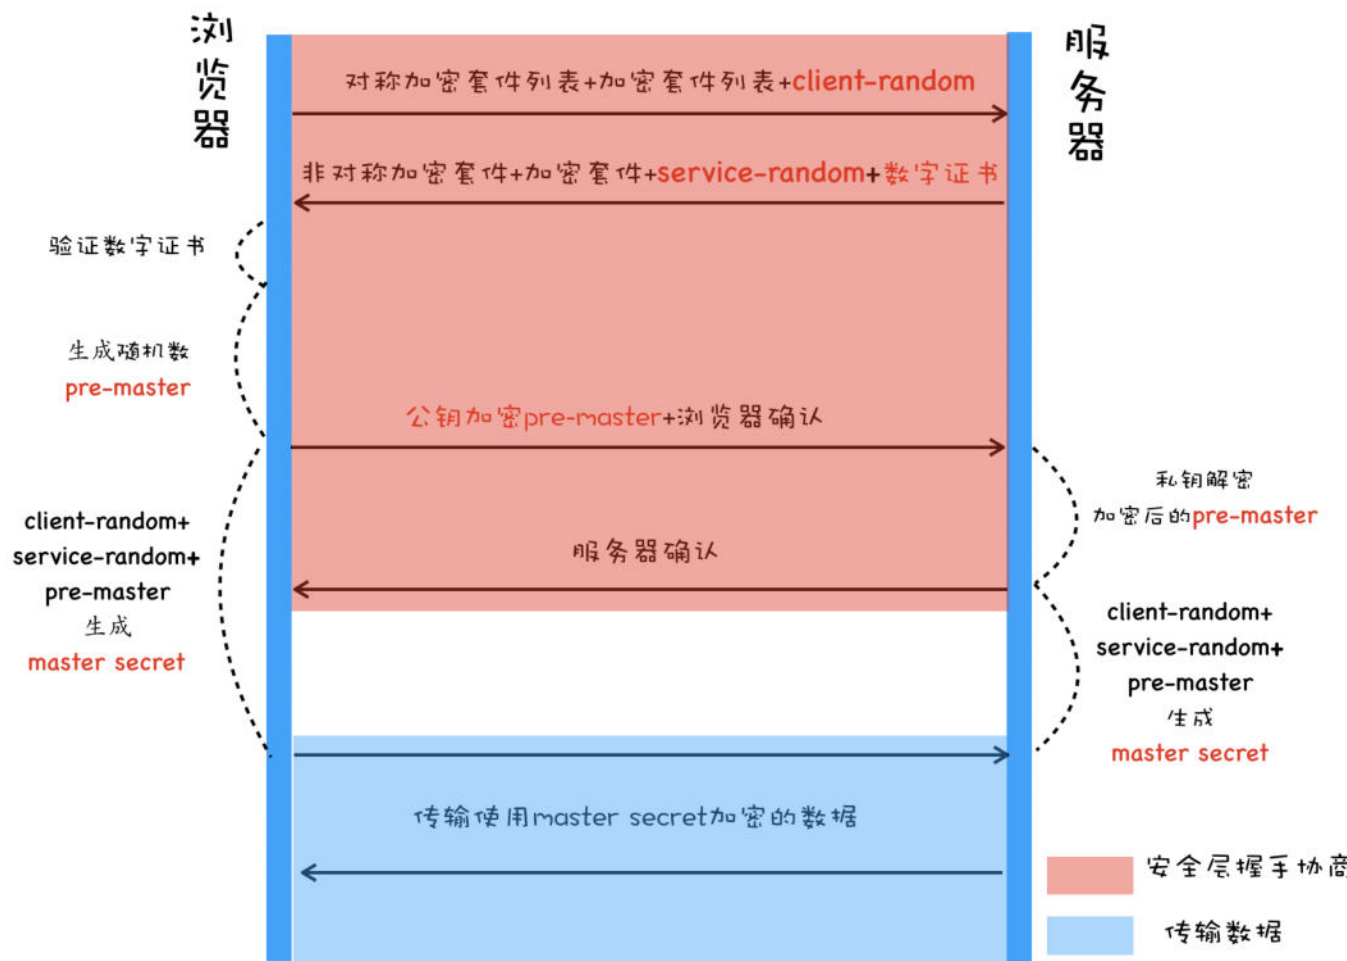 浏览器
服务器
对称加密套件列表+加密套件列表+client-random
非对称加密套件+加密套件+service-random+数字证书
验证数字证书
生成随机数
pre-master
公钥加密pre-master+浏览器确认
私钥解密
加密后的pre-master
client-random+
service-random+
pre-master
生成
master secret
服务器确认
client-random+
service-random+
pre-master
生成
master secret
传输使用master secret加密的数据
安全层握手协商
传输数据